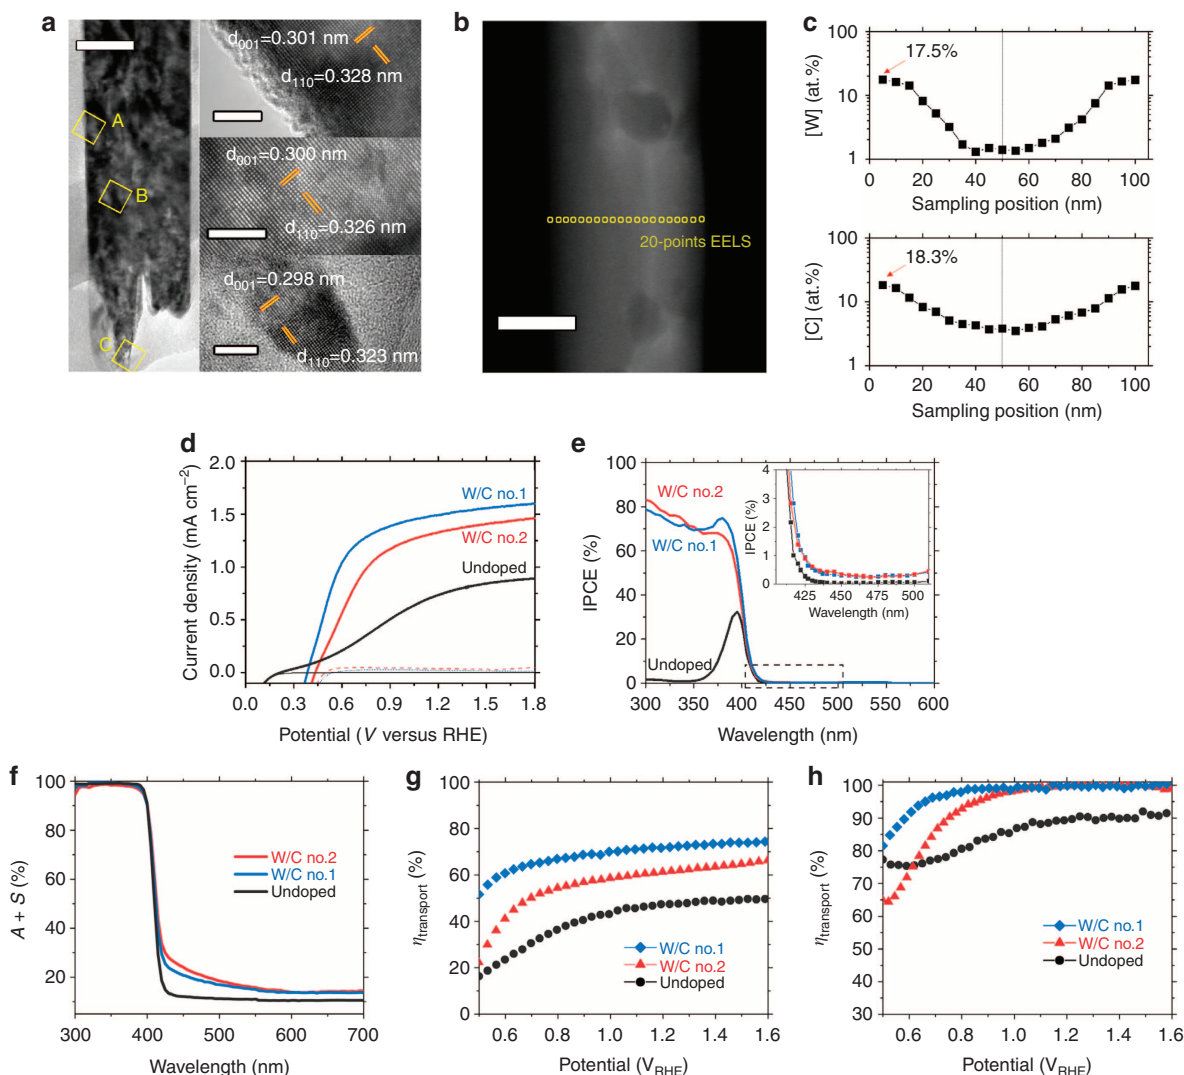 a
d001=0.301 nm
d110=0.328 nm
A
B
C
d001=0.300 nm
d110=0.326 nm
d001=0.298 nm
d110=0.323 nm
b
20-points EELS
c
[W] (at.%)
100
10
1
17.5%
0 20 40 60 80 100
Sampling position (nm)
[C] (at.%)
100
10
1
18.3%
0 20 40 60 80 100
Sampling position (nm)
d
Current density (mA cm−2)
2.0
1.5
1.0
0.5
0.0
W/C no.1
W/C no.2
Undoped
0.0 0.3 0.6 0.9 1.2 1.5 1.8
Potential (V versus RHE)
e
IPCE (%)
100
80
60
40
20
0
W/C no.2
W/C no.1
Undoped
300 350 400 450 500 550 600
Wavelength (nm)
IPCE (%)
4
3
2
1
0
425 450 475 500
Wavelength (nm)
f
A + S (%)
100
80
60
40
20
W/C no.2
W/C no.1
Undoped
300 400 500 600 700
Wavelength (nm)
g
ηtransport (%)
100
80
60
40
20
0
W/C no.1
W/C no.2
Undoped
0.6 0.8 1.0 1.2 1.4 1.6
Potential (VRHE)
h
ηtransport (%)
100
90
80
70
60
50
40
30
W/C no.1
W/C no.2
Undoped
0.6 0.8 1.0 1.2 1.4 1.6
Potential (VRHE)